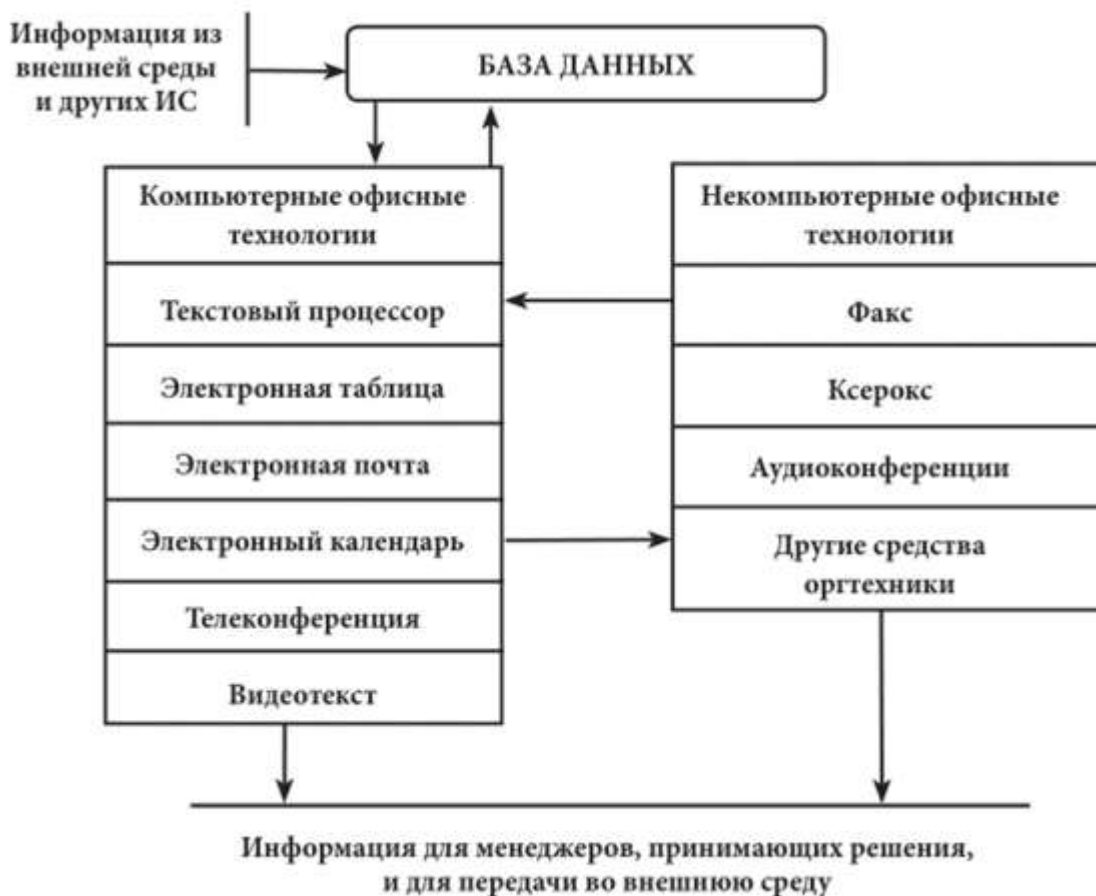 Информация из
внешней среды
и других ИС
БАЗА ДАННЫХ
Компьютерные офисные
технологии
Текстовый процессор
Электронная таблица
Электронная почта
Электронный календарь
Телеконференция
Видеотекст
Некомпьютерные офисные
технологии
Факс
Ксерокс
Аудиоконференции
Другие средства
оргтехники
Информация для менеджеров, принимающих решения,
и для передачи во внешнюю среду